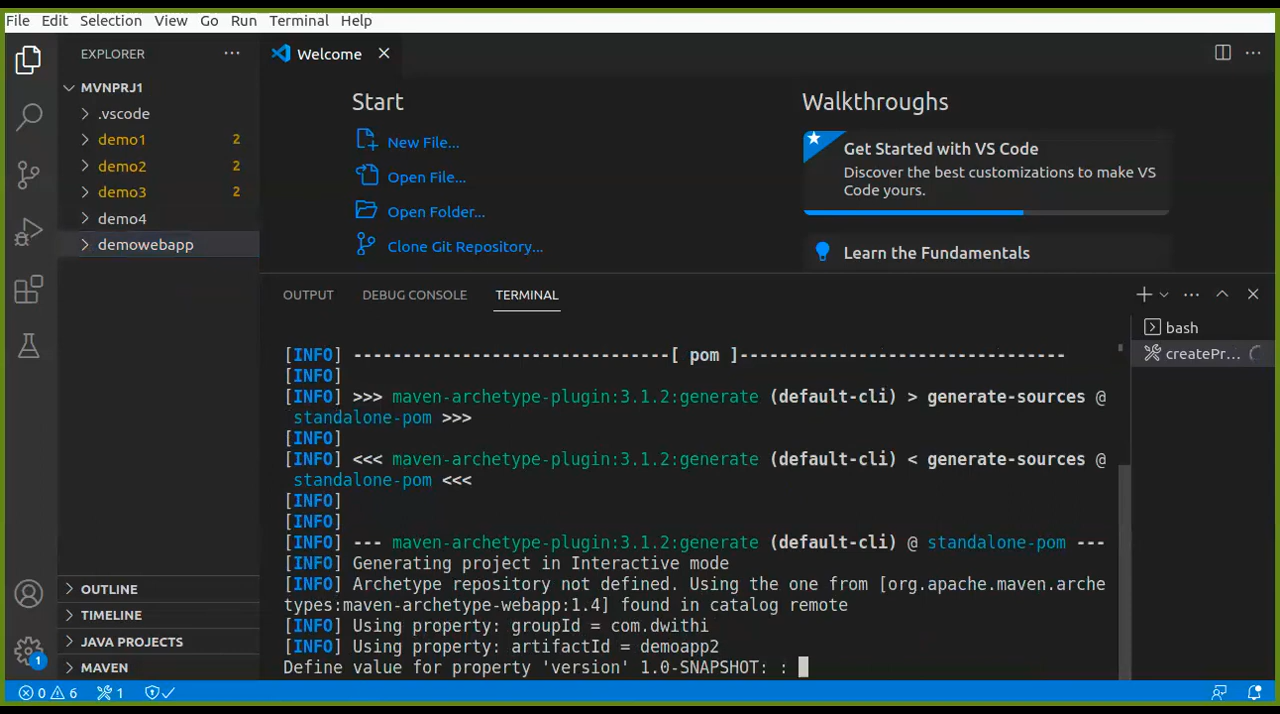 File Edit Selection View Go Run Terminal Help
EXPLORER ...
MVNPRJ1
.vscode
demo1 2
demo2 2
demo3 2
demo4
demowebapp
OUTLINE
TIMELINE
JAVA PROJECTS
MAVEN
1
Welcome
Start
New File...
Open File...
Open Folder...
Clone Git Repository...
Walkthroughs
Get Started with VS Code
Discover the best customizations to make VS
Code yours.
Learn the Fundamentals
OUTPUT DEBUG CONSOLE TERMINAL
bash
createPr...
[INFO] --------------------------------[ pom ]---------------------------------
[INFO]
[INFO] >>> maven-archetype-plugin:3.1.2:generate (default-cli) > generate-sources @
standalone-pom >>>
[INFO]
[INFO] <<< maven-archetype-plugin:3.1.2:generate (default-cli) < generate-sources @
standalone-pom <<<
[INFO]
[INFO]
[INFO] --- maven-archetype-plugin:3.1.2:generate (default-cli) @ standalone-pom ---
[INFO] Generating project in Interactive mode
[INFO] Archetype repository not defined. Using the one from [org.apache.maven.arche
types:maven-archetype-webapp:1.4] found in catalog remote
[INFO] Using property: groupId = com.dwithi
[INFO] Using property: artifactId = demoapp2
Define value for property 'version' 1.0-SNAPSHOT: :
0 6 1